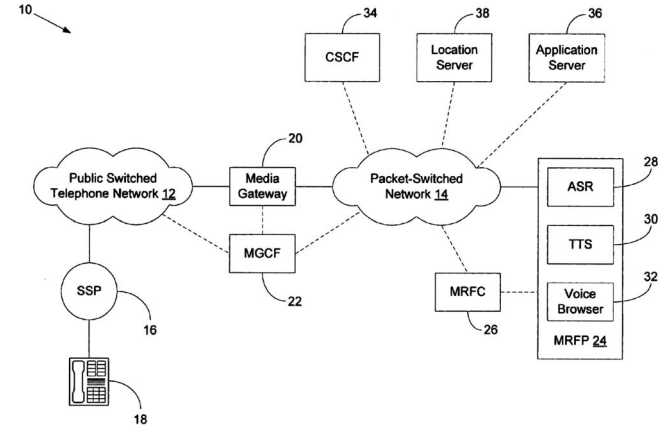 10
34
38
36
CSCF
Location
Server
Application
Server
20
Public Switched
Telephone Network 12
Media
Gateway
Packet-Switched
Network 14
28
ASR
MGCF
22
30
TTS
SSP
16
MRFC
26
32
Voice
Browser
MRFP 24
18